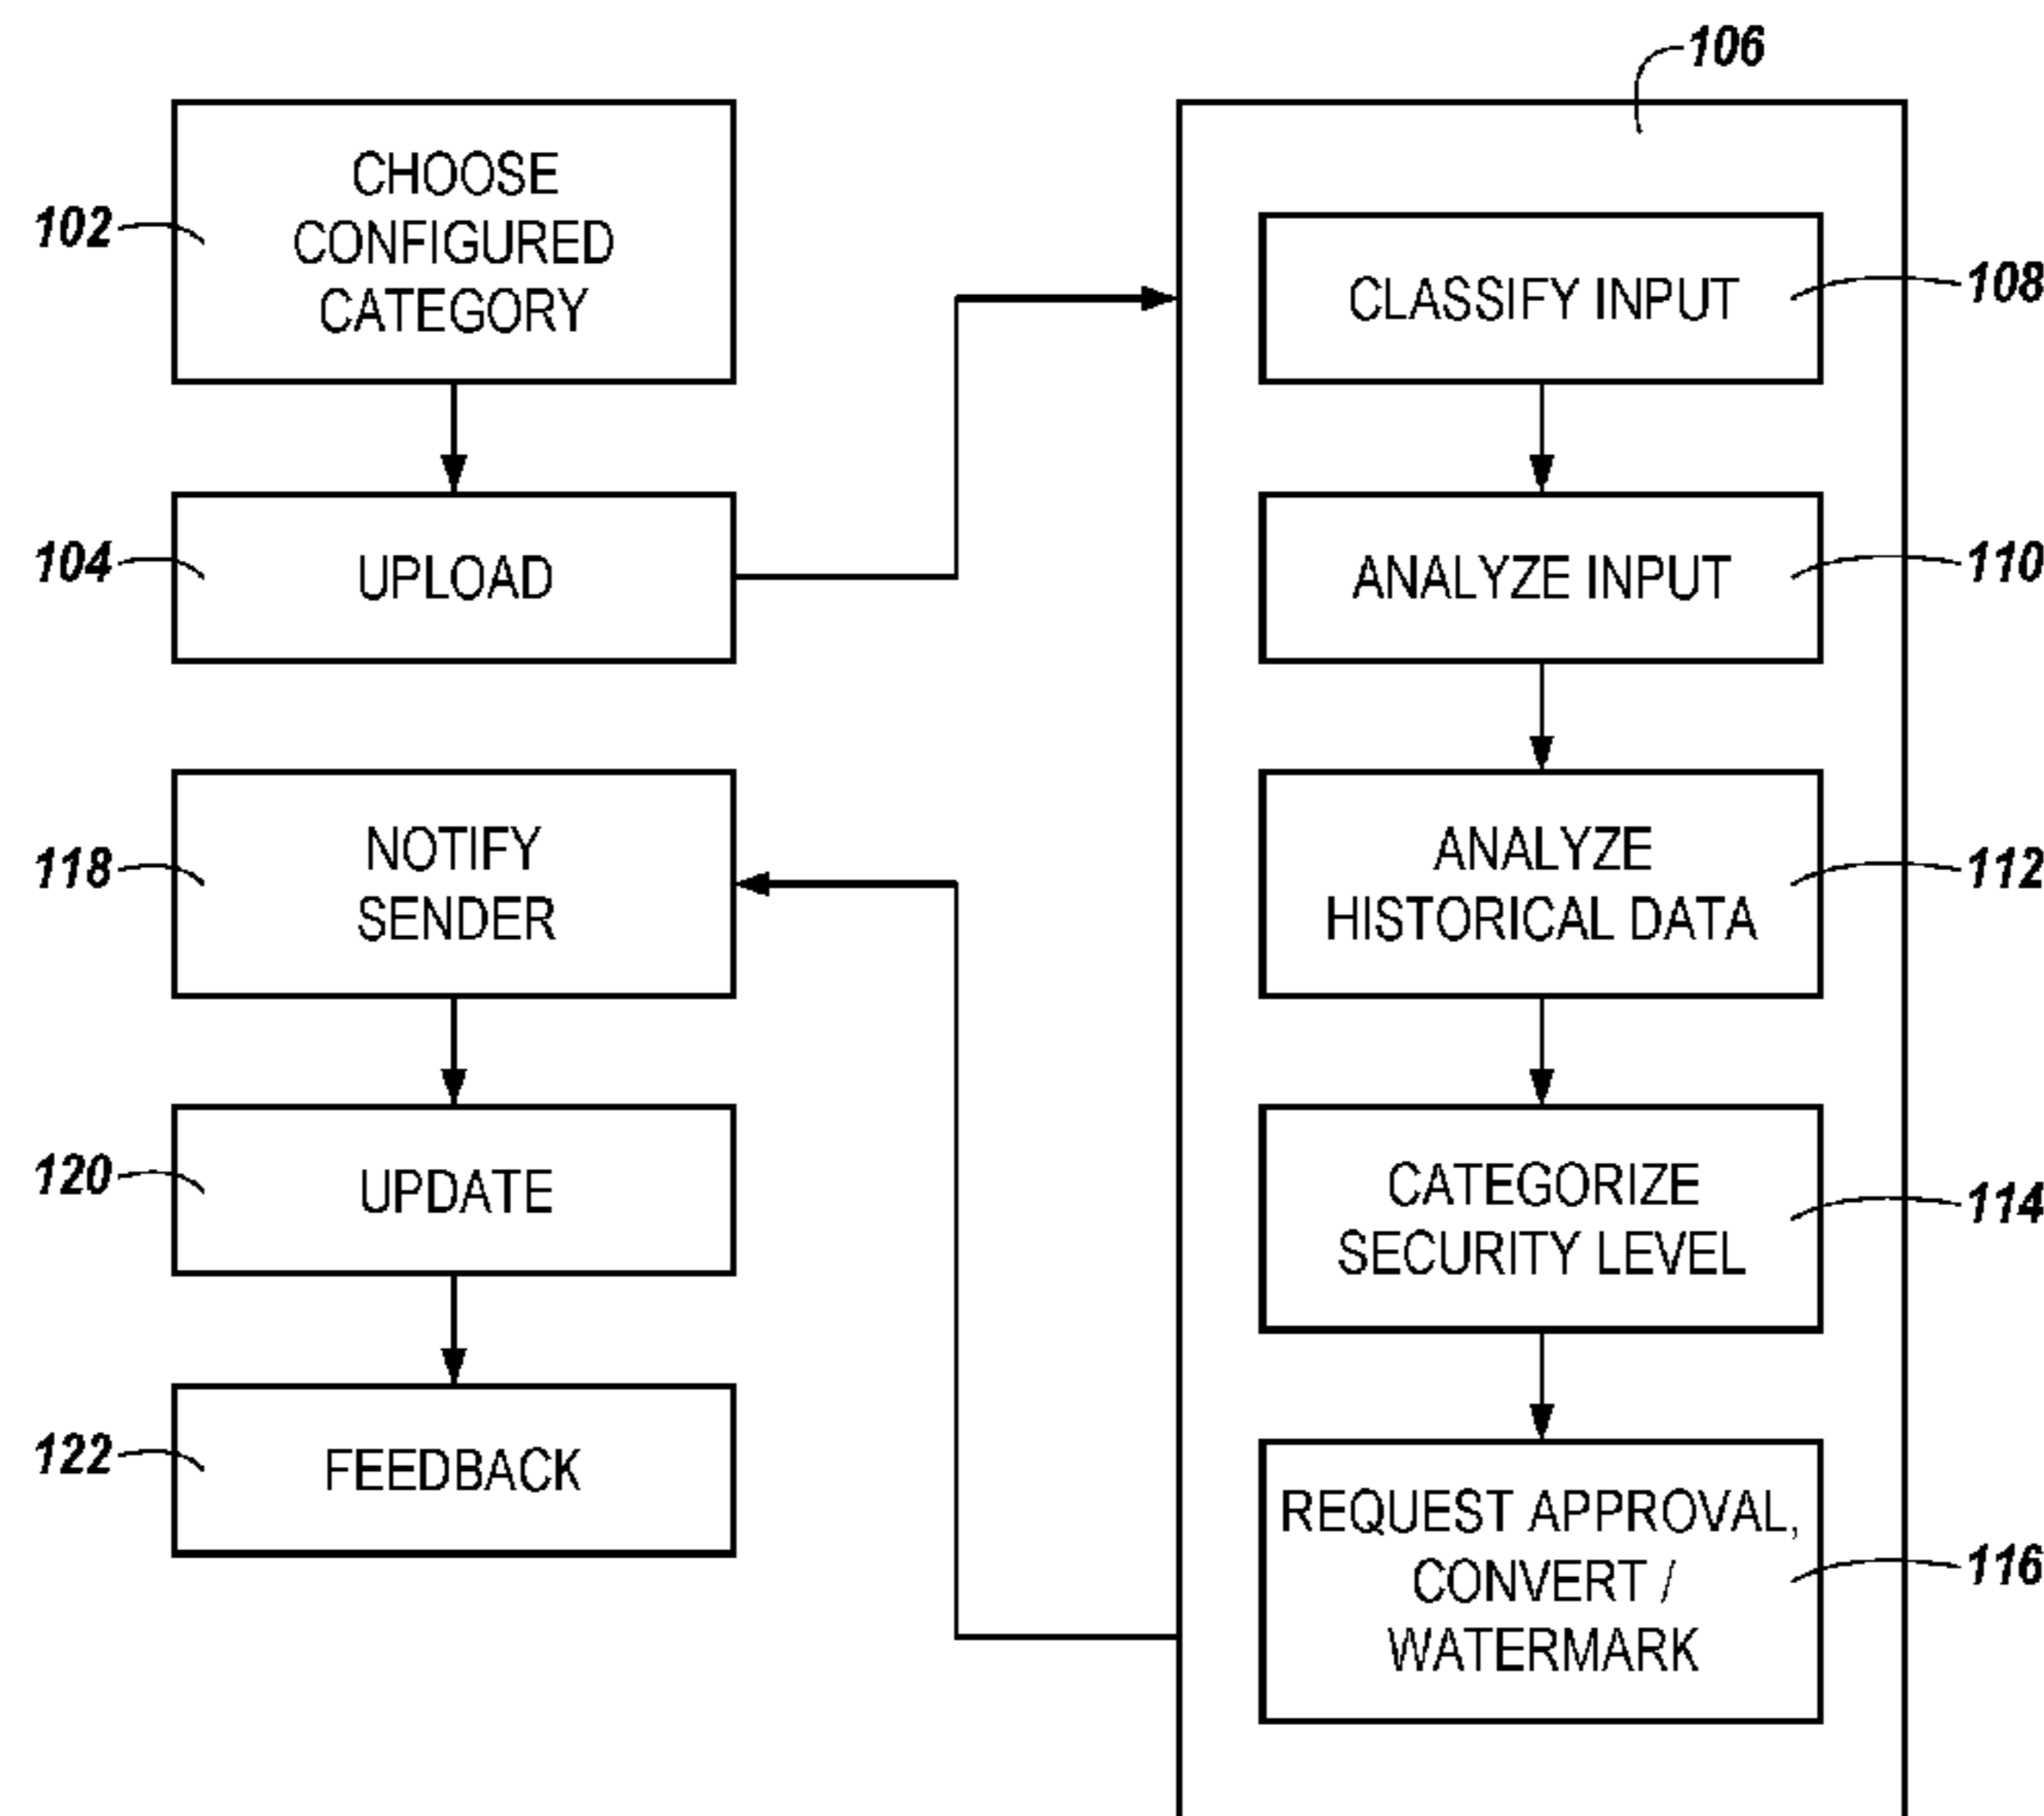 106
102
CHOOSE
CONFIGURED
CATEGORY
104
UPLOAD
108
CLASSIFY INPUT
110
ANALYZE INPUT
112
ANALYZE
HISTORICAL DATA
114
CATEGORIZE
SECURITY LEVEL
116
REQUEST APPROVAL,
CONVERT /
WATERMARK
118
NOTIFY
SENDER
120
UPDATE
122
FEEDBACK